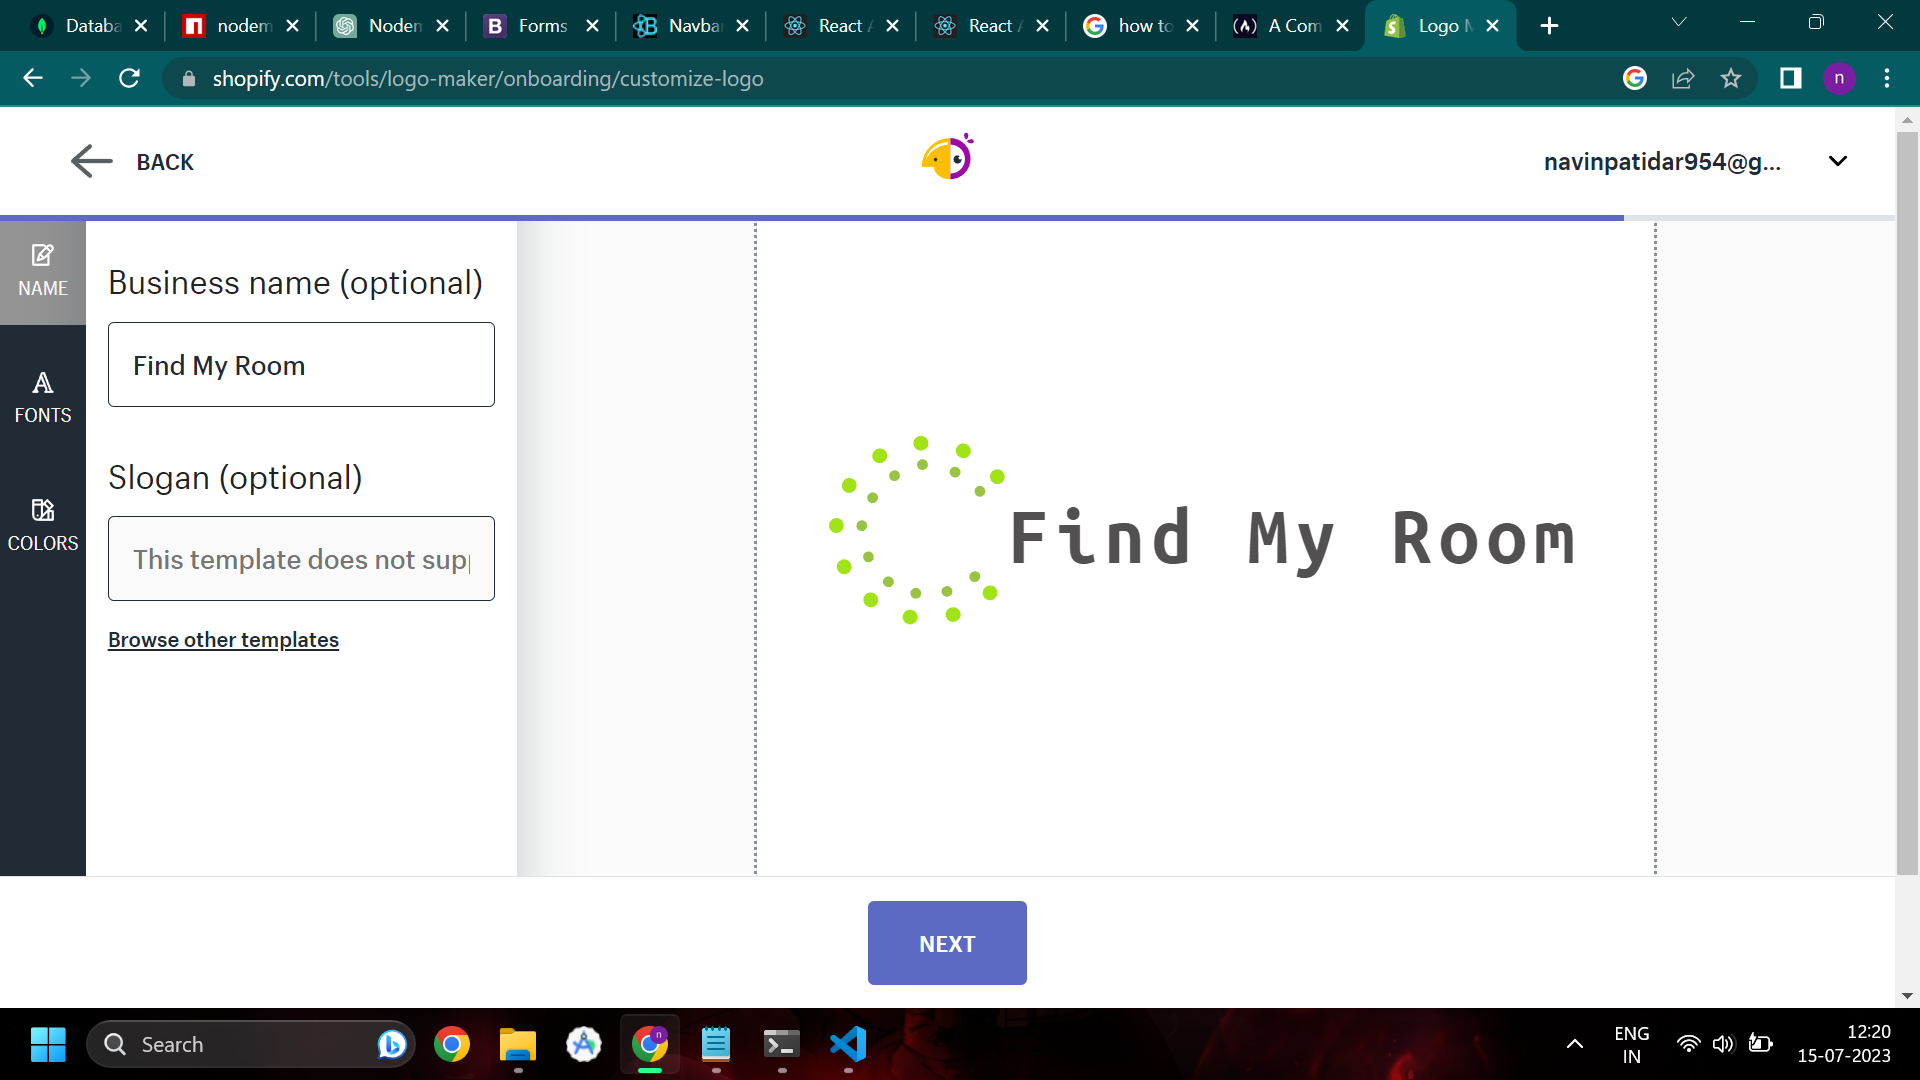 Databa
nodem
Nodem
B Forms
Navba
React A
React A
how to
A Com
Logo M
shopify.com/tools/logo-maker/onboarding/customize-logo
n
BACK
navinpatidar954@g...
NAME
FONTS
COLORS
Business name (optional)
Find My Room
Slogan (optional)
This template does not supp
Browse other templates
Find My Room
NEXT
Search
ENG
IN
12:20
15-07-2023